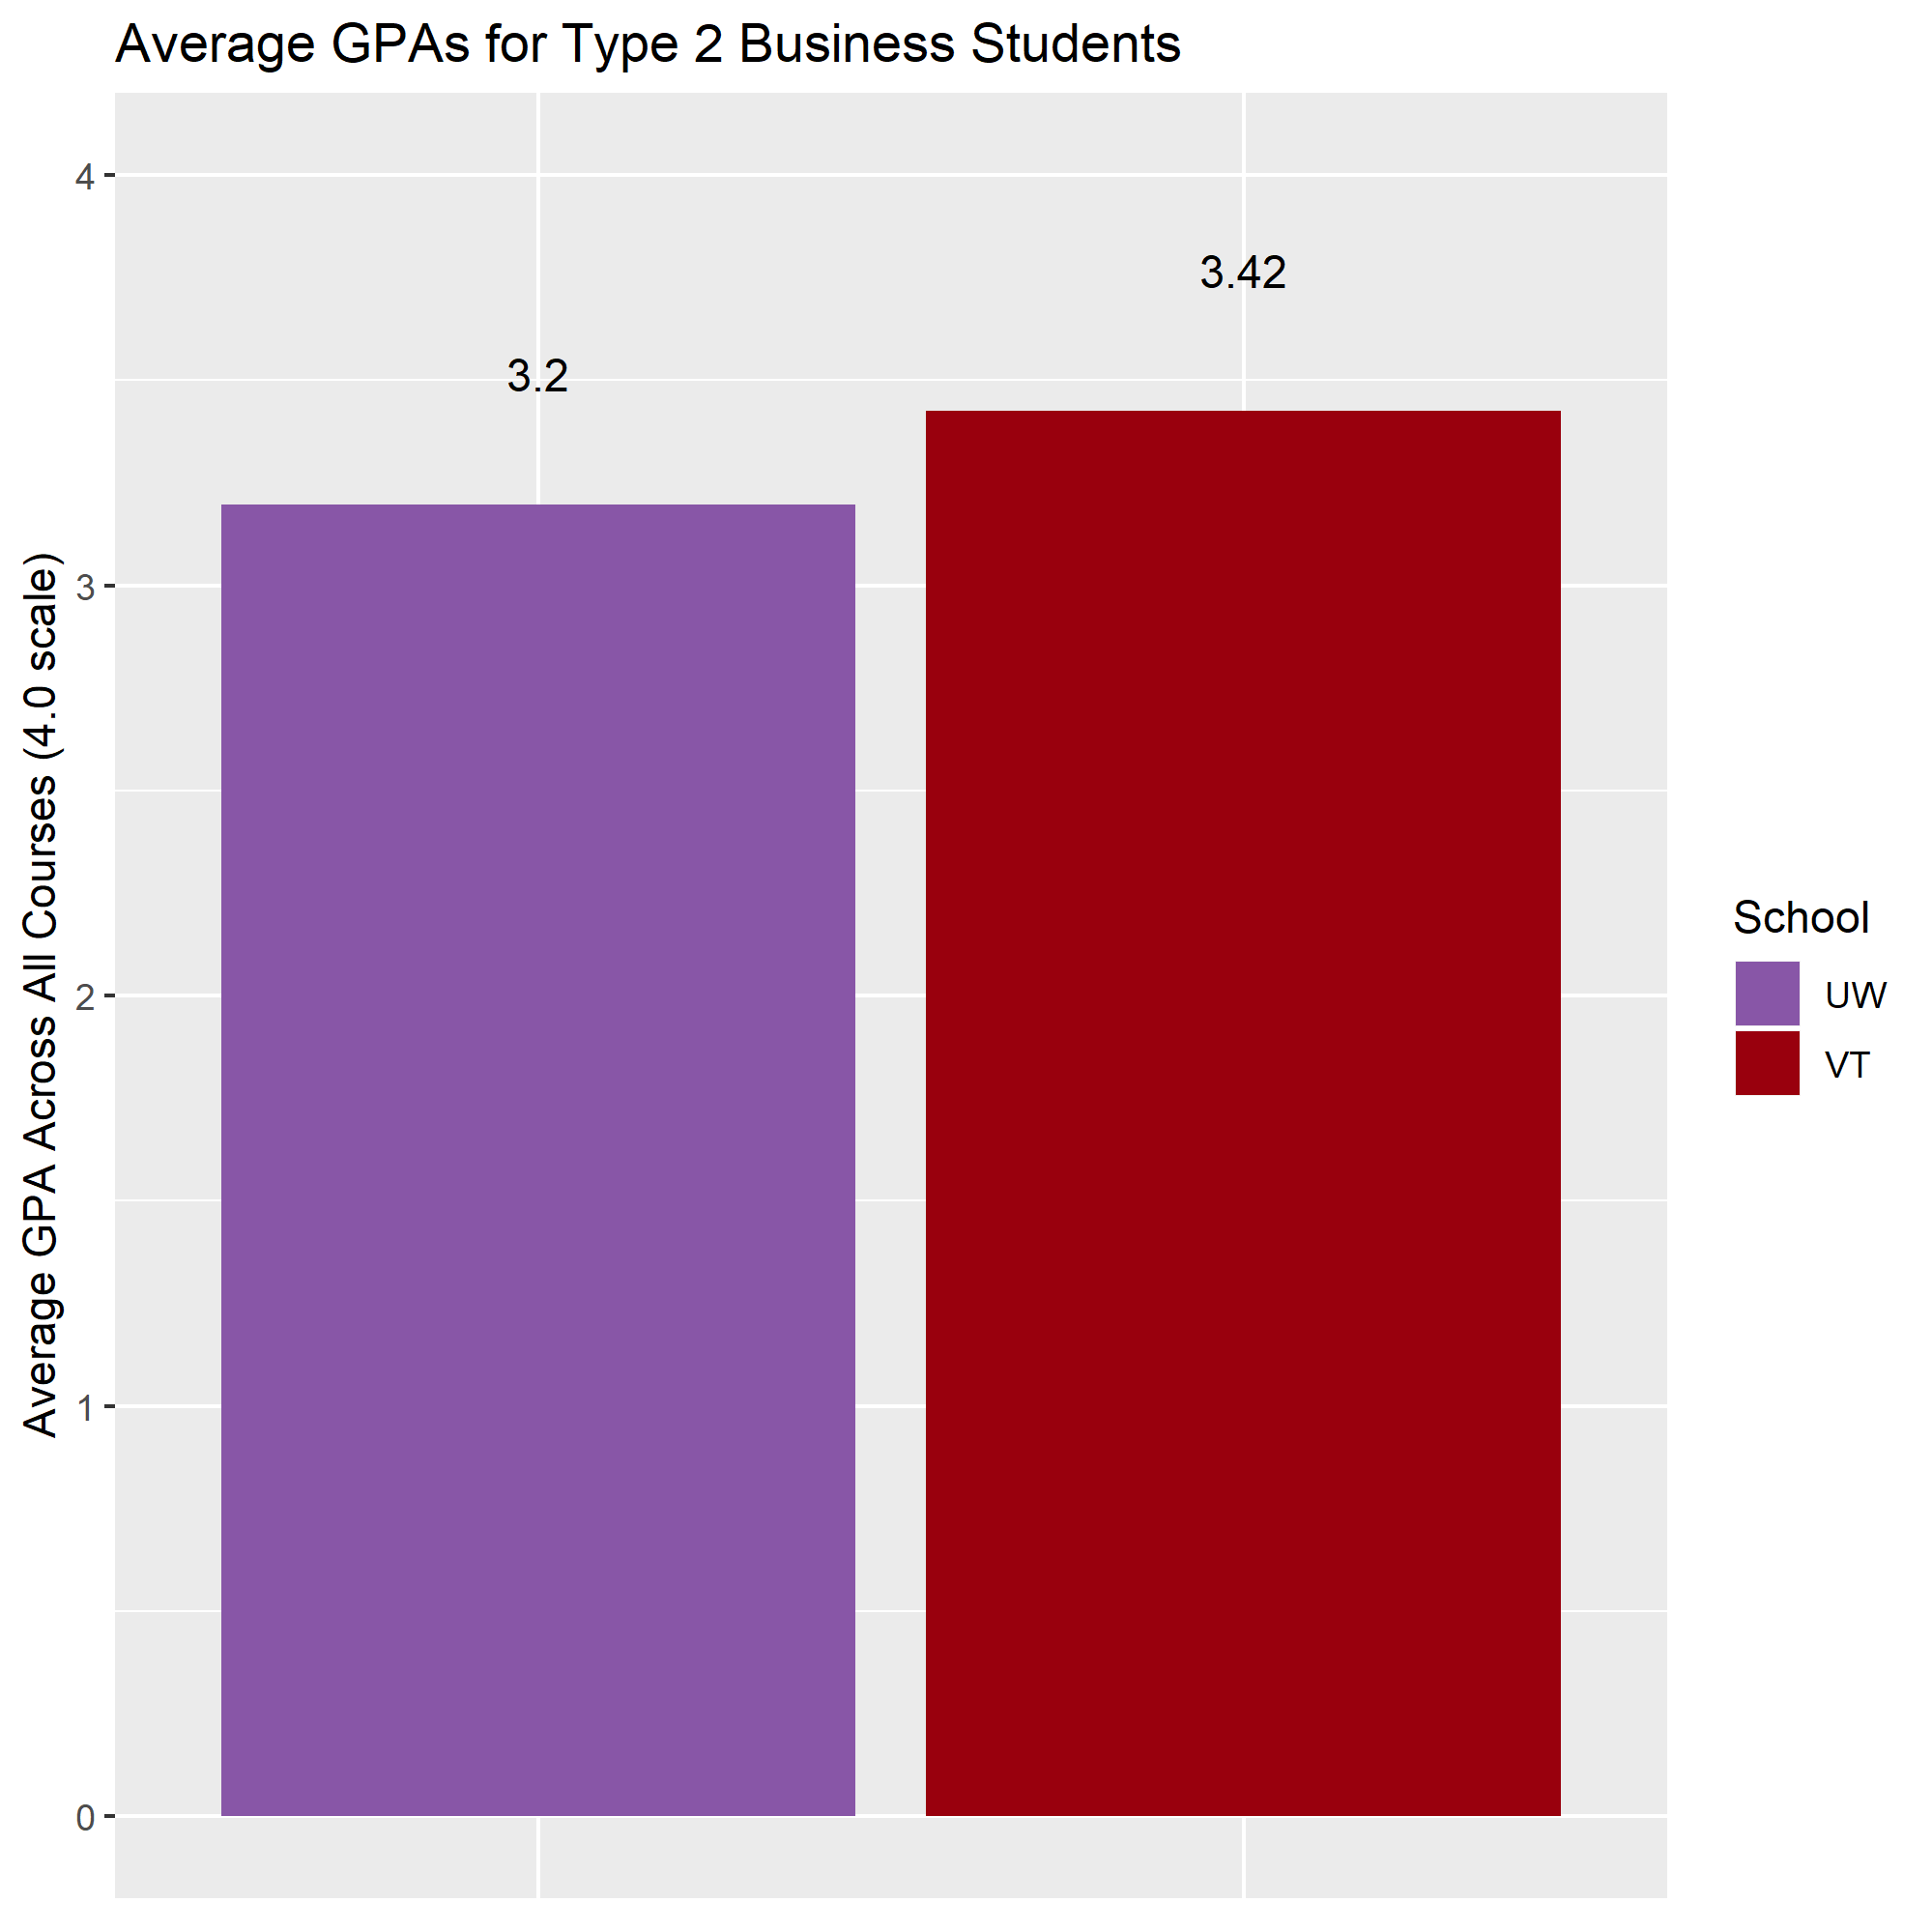 Average GPAs for Type 2 Business Students
Average GPA Across All Courses (4.0 scale)
4
3
2
1
0
3.2
3.42
School
UW
VT